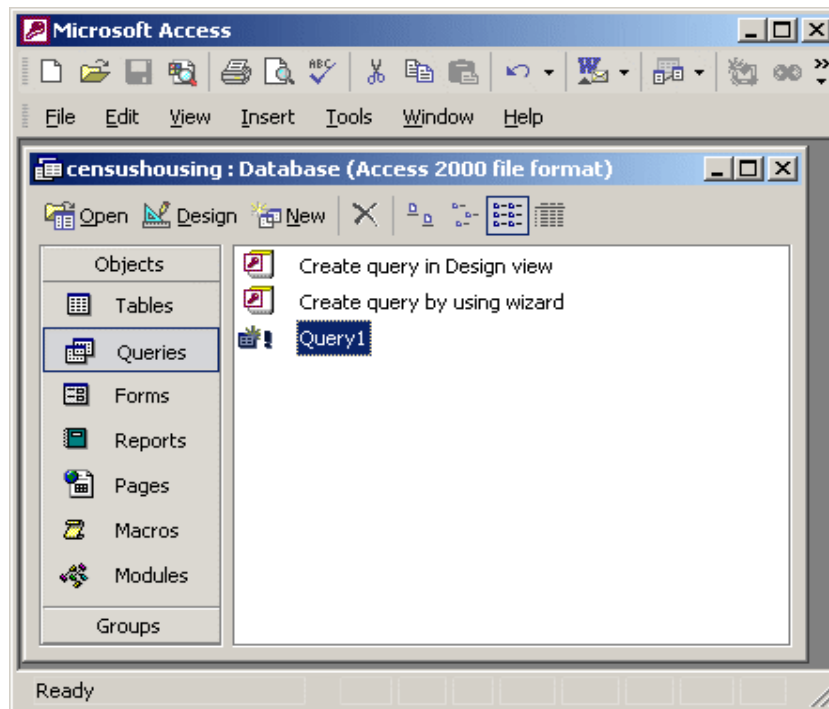 Microsoft Access
ABC
W
File Edit View Insert Tools Window Help
censushousing : Database (Access 2000 file format)
Open Design New
Objects
Tables
Queries
Forms
Reports
Pages
Macros
Modules
Groups
Create query in Design view
Create query by using wizard
Query1
Ready